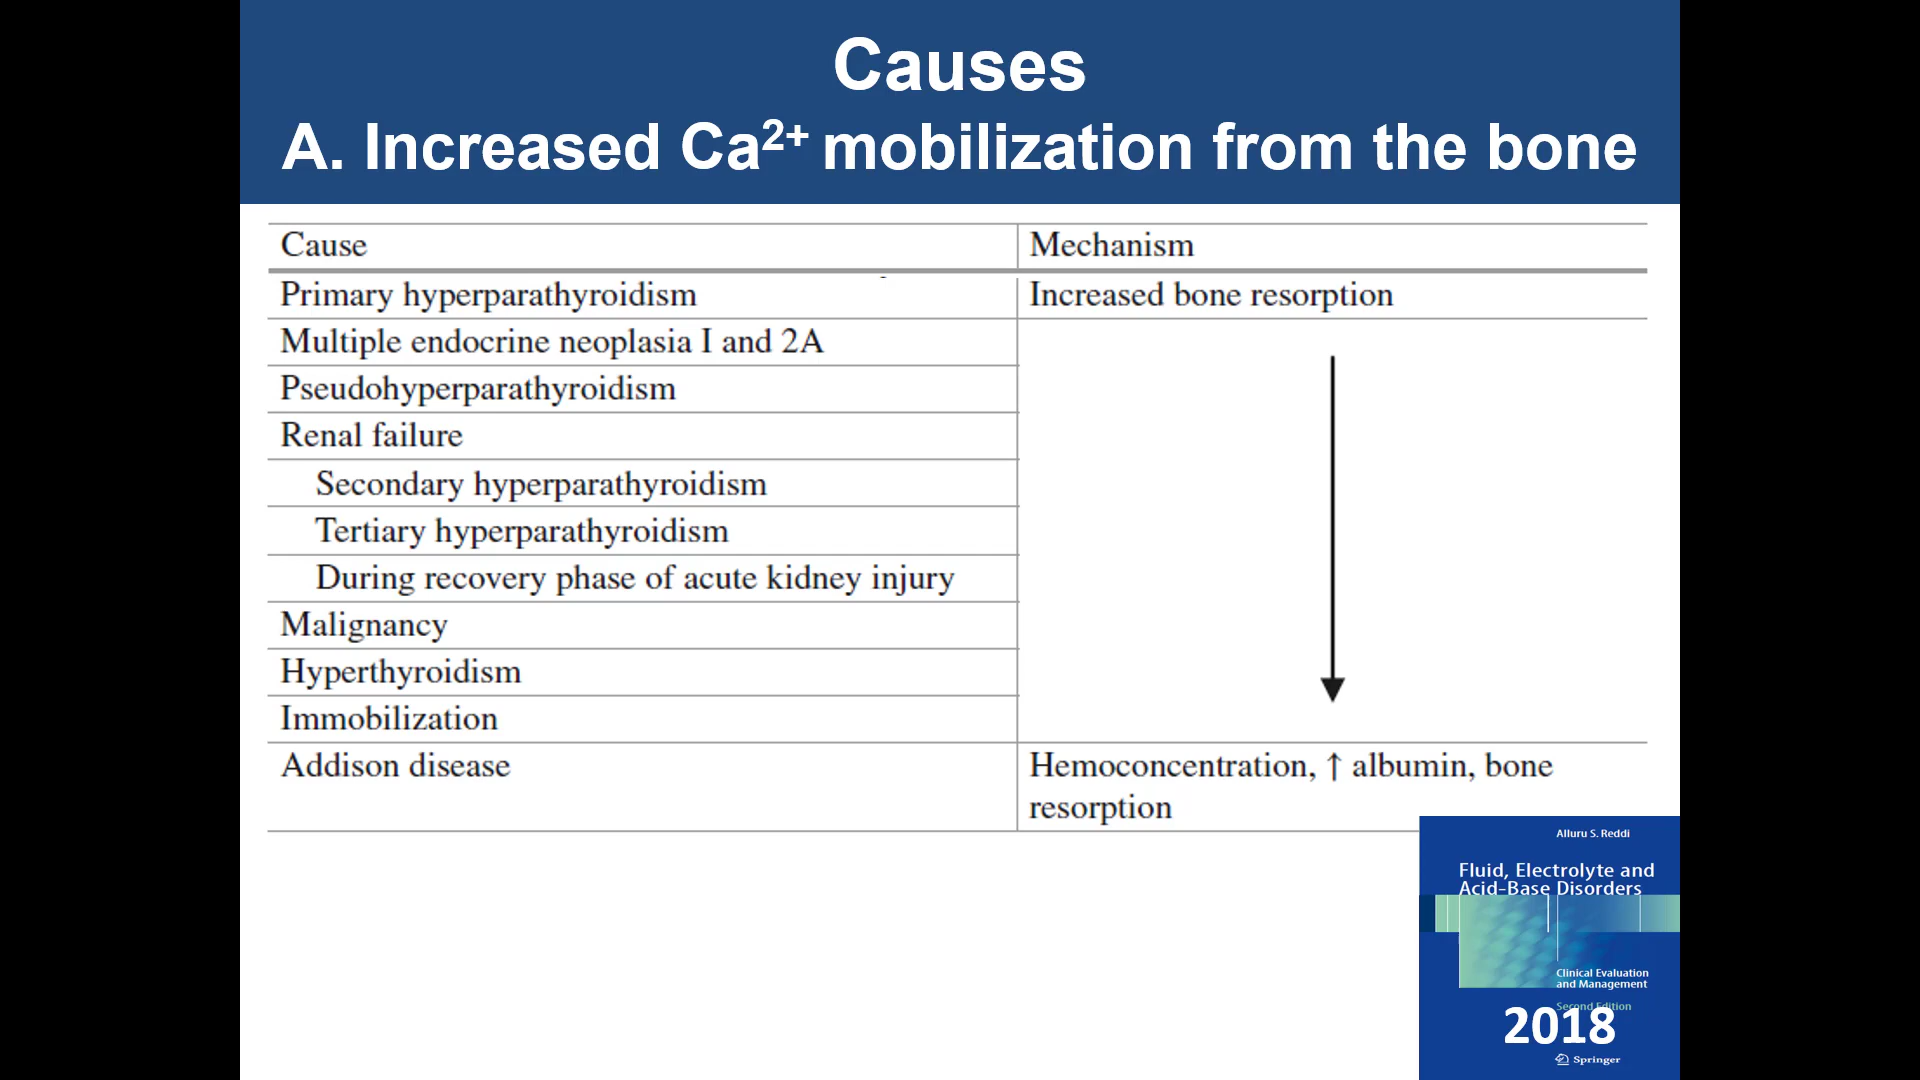 Causes
A. Increased Ca²⁺ mobilization from the bone
Cause Mechanism
Primary hyperparathyroidism Increased bone resorption
Multiple endocrine neoplasia I and 2A
Pseudohyperparathyroidism
Renal failure
Secondary hyperparathyroidism
Tertiary hyperparathyroidism
During recovery phase of acute kidney injury
Malignancy
Hyperthyroidism
Immobilization
Addison disease Hemoconcentration, ↑ albumin, bone
resorption
Alluru S. Reddi
Fluid, Electrolyte and
Acid–Base Disorders
Clinical Evaluation
and Management
Second Edition
2018
Springer